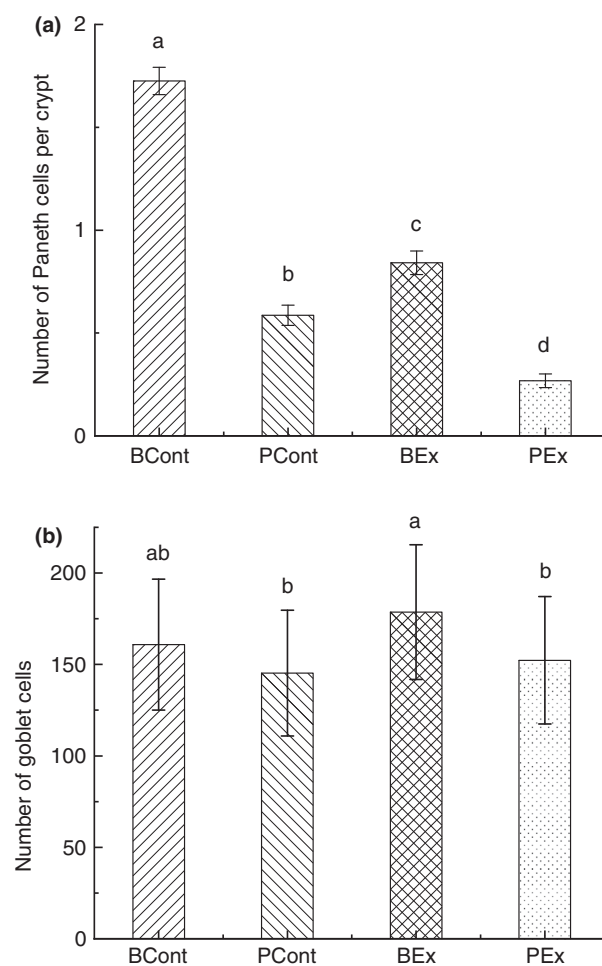 (a)
Number of Paneth cells per crypt
2
1
0
a
b
c
d
BCont PCont BEx PEx
(b)
Number of goblet cells
200
150
100
50
0
ab
b
a
b
BCont PCont BEx PEx